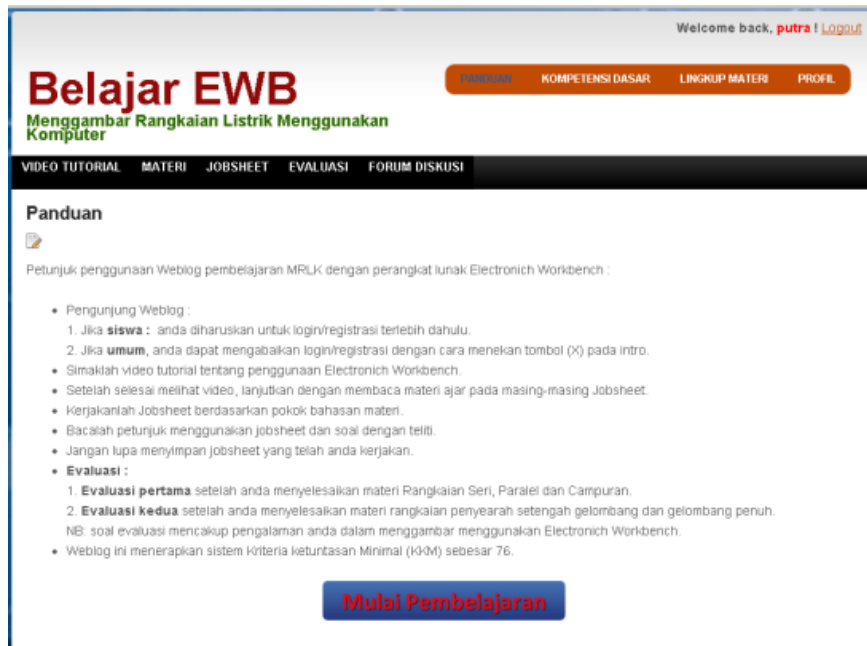 Welcome back, putra ! Logout
PANDUAN KOMPETENSI DASAR LINGKUP MATERI PROFIL
Belajar EWB
Menggambar Rangkaian Listrik Menggunakan
Komputer
VIDEO TUTORIAL MATERI JOBSHEET EVALUASI FORUM DISKUSI
Panduan
Petunjuk penggunaan Weblog pembelajaran MRLK dengan perangkat lunak Electronich Workbench :
• Pengunjung Weblog :
1. Jika siswa : anda diharuskan untuk login/registrasi terlebih dahulu.
2. Jika umum, anda dapat mengabaikan login/registrasi dengan cara menekan tombol (X) pada intro.
• Simaklah video tutorial tentang penggunaan Electronich Workbench.
• Setelah selesai melihat video, lanjutkan dengan membaca materi ajar pada masing-masing Jobsheet.
• Kerjakanlah Jobsheet berdasarkan pokok bahasan materi.
• Bacalah petunjuk menggunakan jobsheet dan soal dengan teliti.
• Jangan lupa menyimpan jobsheet yang telah anda kerjakan.
• Evaluasi :
1. Evaluasi pertama setelah anda menyelesaikan materi Rangkaian Seri, Paralel dan Campuran.
2. Evaluasi kedua setelah anda menyelesaikan materi rangkaian penyearah setengah gelombang dan gelombang penuh.
NB: soal evaluasi mencakup pengalaman anda dalam menggambar menggunakan Electronich Workbench.
• Weblog ini menerapkan sistem Kriteria ketuntasan Minimal (KKM) sebesar 76.
Mulai Pembelajaran